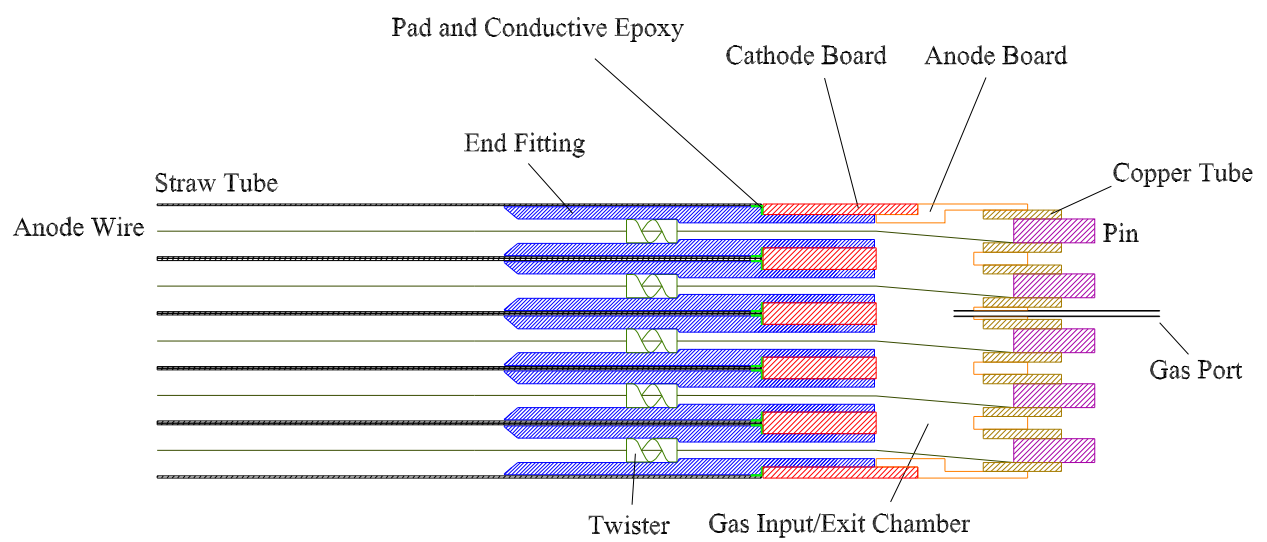 Pad and Conductive Epoxy
Cathode Board
Anode Board
End Fitting
Copper Tube
Straw Tube
Anode Wire
Pin
Gas Port
Twister
Gas Input/Exit Chamber